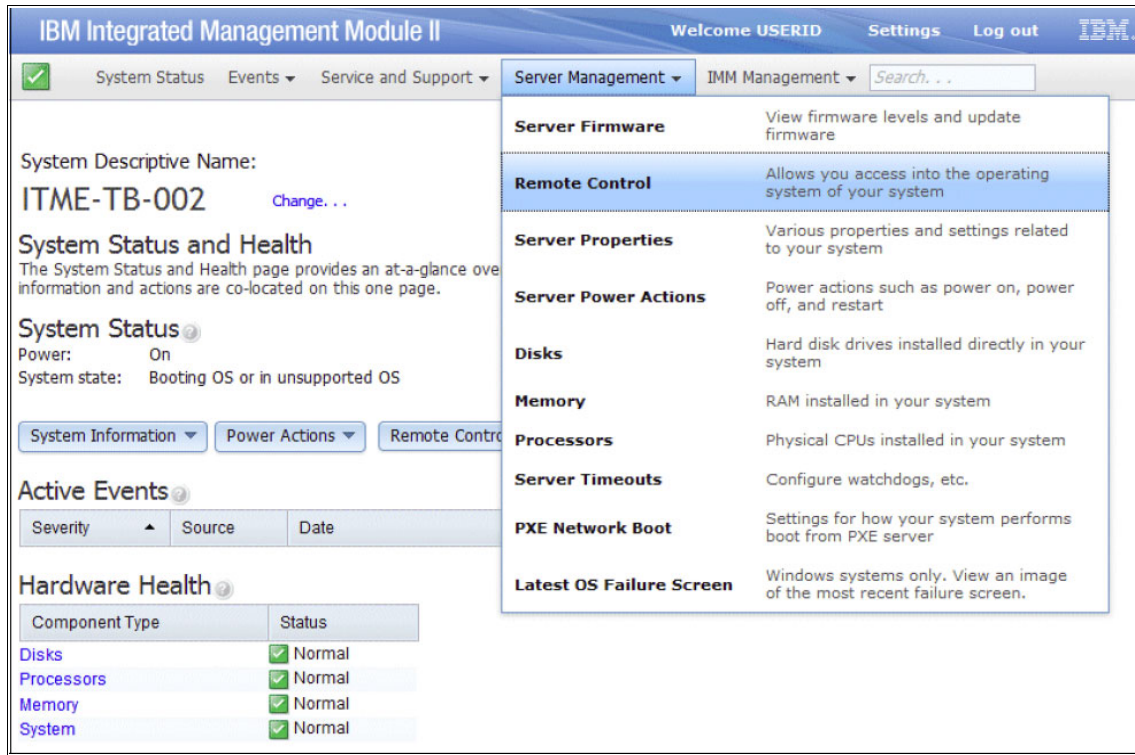 IBM Integrated Management Module II
Welcome USERID Settings Log out IBM.
System Status Events Service and Support Server Management IMM Management Search. . .
System Descriptive Name:
ITME-TB-002 Change. . .
System Status and Health
The System Status and Health page provides an at-a-glance ove
information and actions are co-located on this one page.
System Status
Power: On
System state: Booting OS or in unsupported OS
System Information Power Actions Remote Contro
Active Events
Severity Source Date
Hardware Health
Component Type Status
Disks Normal
Processors Normal
Memory Normal
System Normal
Server Firmware View firmware levels and update
firmware
Remote Control Allows you access into the operating
system of your system
Server Properties Various properties and settings related
to your system
Server Power Actions Power actions such as power on, power
off, and restart
Disks Hard disk drives installed directly in your
system
Memory RAM installed in your system
Processors Physical CPUs installed in your system
Server Timeouts Configure watchdogs, etc.
PXE Network Boot Settings for how your system performs
boot from PXE server
Latest OS Failure Screen Windows systems only. View an image
of the most recent failure screen.